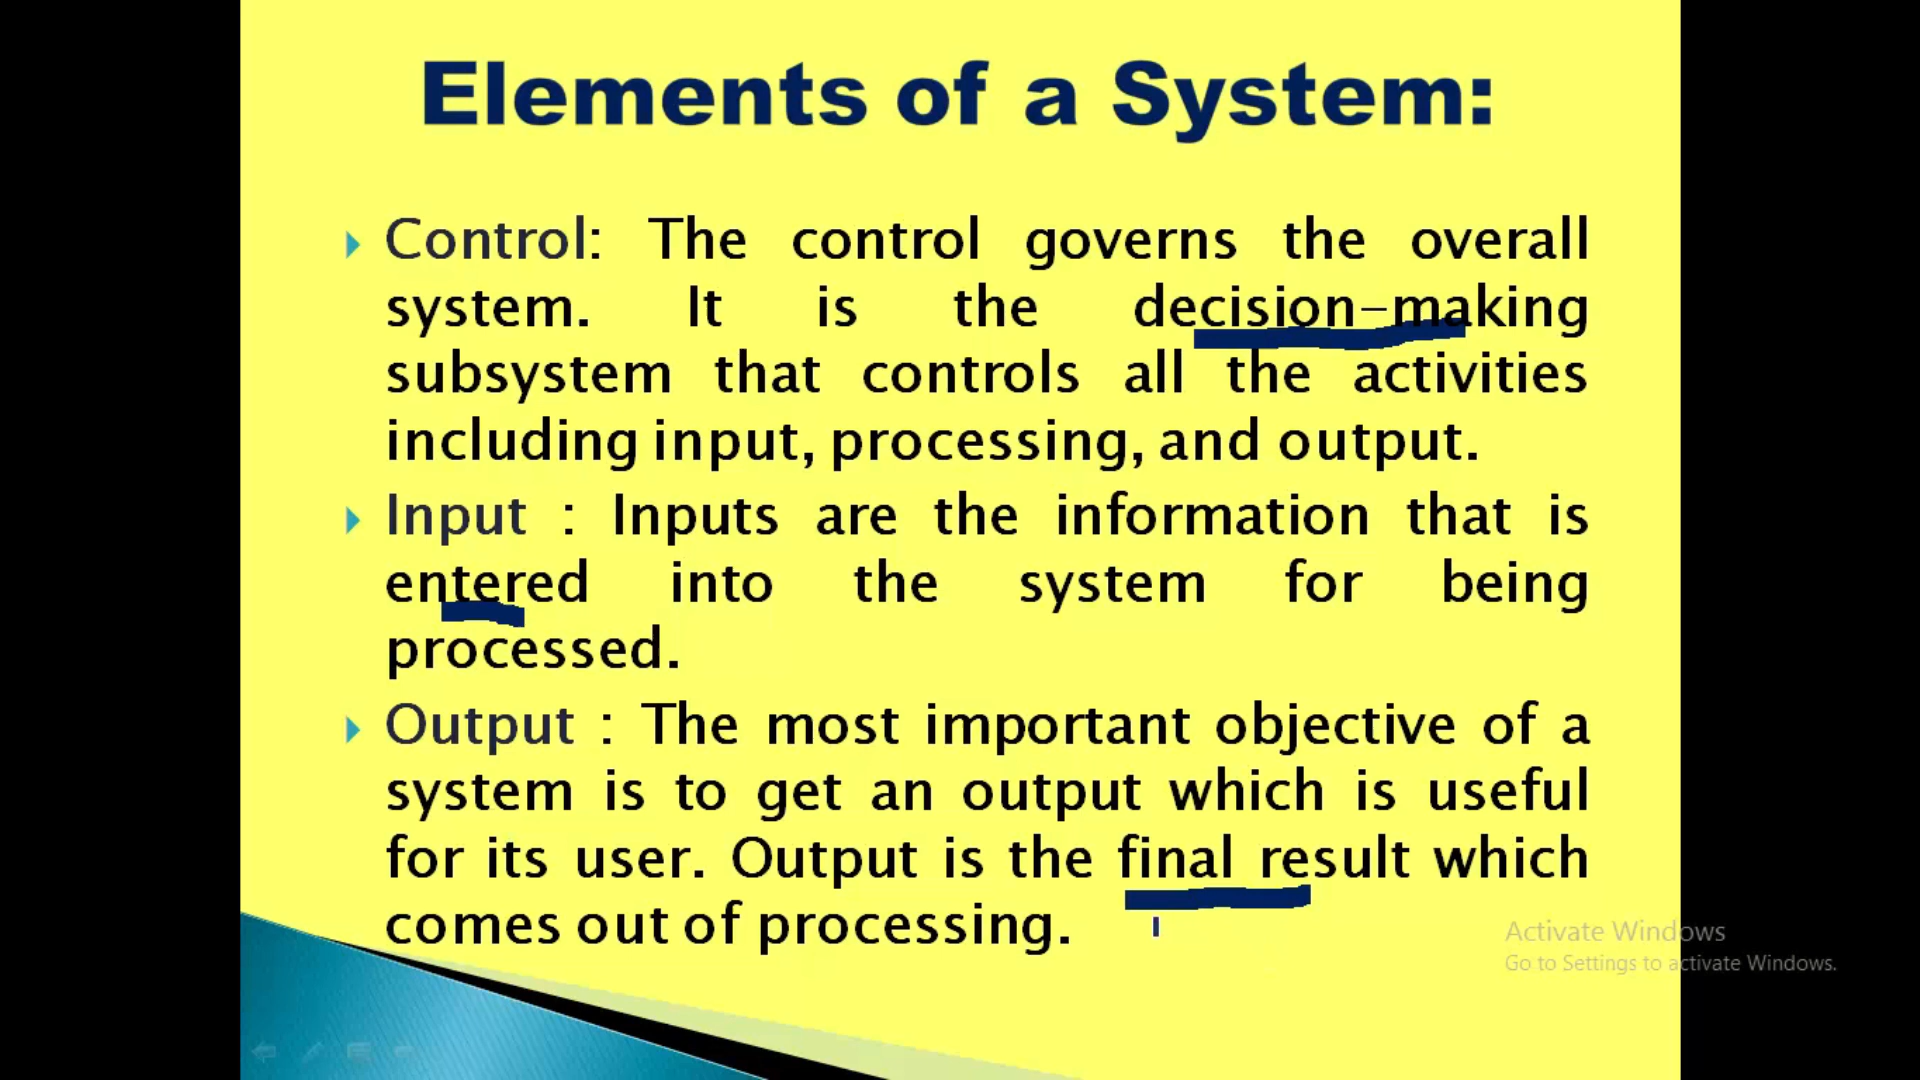 Elements of a System:
Control: The control governs the overall
system. It is the decision-making
subsystem that controls all the activities
including input, processing, and output.
Input : Inputs are the information that is
entered into the system for being
processed.
Output : The most important objective of a
system is to get an output which is useful
for its user. Output is the final result which
comes out of processing.
Activate Windows
Go to Settings to activate Windows.